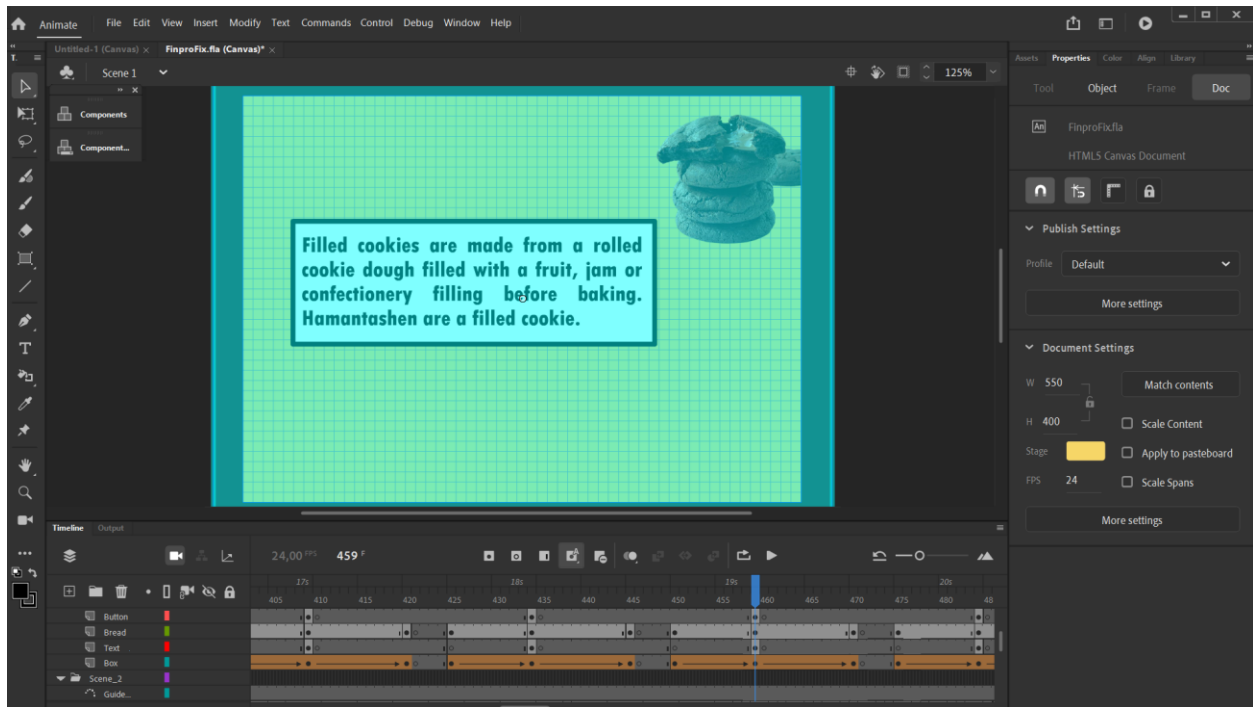 Animate File Edit View Insert Modify Text Commands Control Debug Window Help
Untitled-1 (Canvas) × FinproFix.fla (Canvas)* ×
T.
Scene 1 125%
Components
Component...
Filled cookies are made from a rolled
cookie dough filled with a fruit, jam or
confectionery filling before baking.
Hamantashen are a filled cookie.
Assets Properties Color Align Library
Tool Object Frame Doc
An FinproFix.fla
HTML5 Canvas Document
Publish Settings
Profile Default
More settings
Document Settings
W 550 Match contents
H 400 Scale Content
Stage Apply to pasteboard
FPS 24 Scale Spans
More settings
Timeline Output
24,00 FPS 459 F
17s 18s 19s 20s
405 410 415 420 425 430 435 440 445 450 455 460 465 470 475 480 48
Button
Bread
Text
Box
Scene_2
Guide...